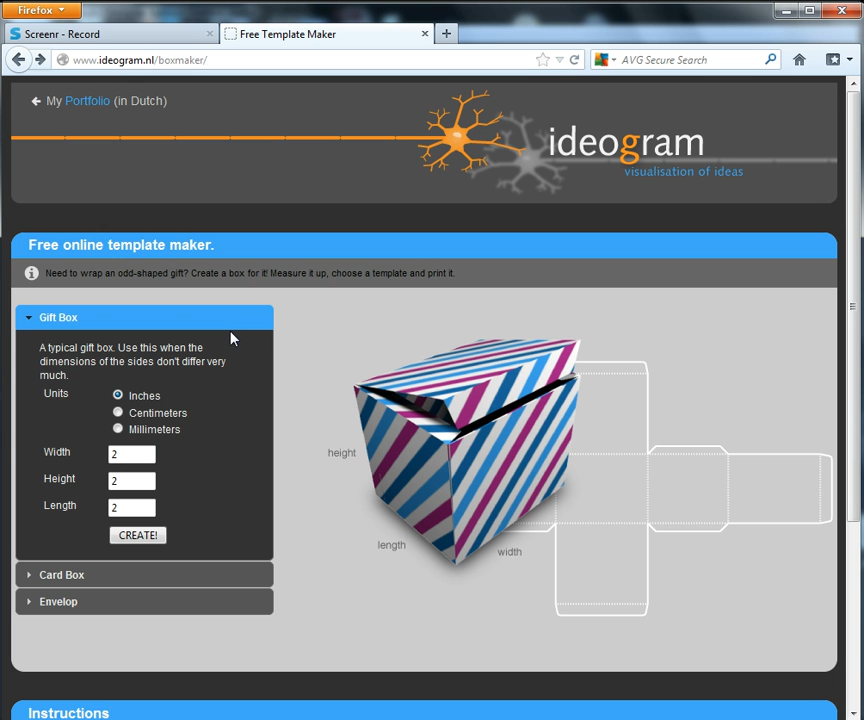 Firefox
Screenr - Record
Free Template Maker
www.ideogram.nl/boxmaker/
AVG Secure Search
My Portfolio (in Dutch)
ideogram
visualisation of ideas
Free online template maker.
Need to wrap an odd-shaped gift? Create a box for it! Measure it up, choose a template and print it.
Gift Box
A typical gift box. Use this when the
dimensions of the sides don't differ very
much.
Units
Inches
Centimeters
Millimeters
Width
2
Height
2
Length
2
CREATE!
Card Box
Envelop
height
length
width
Instructions